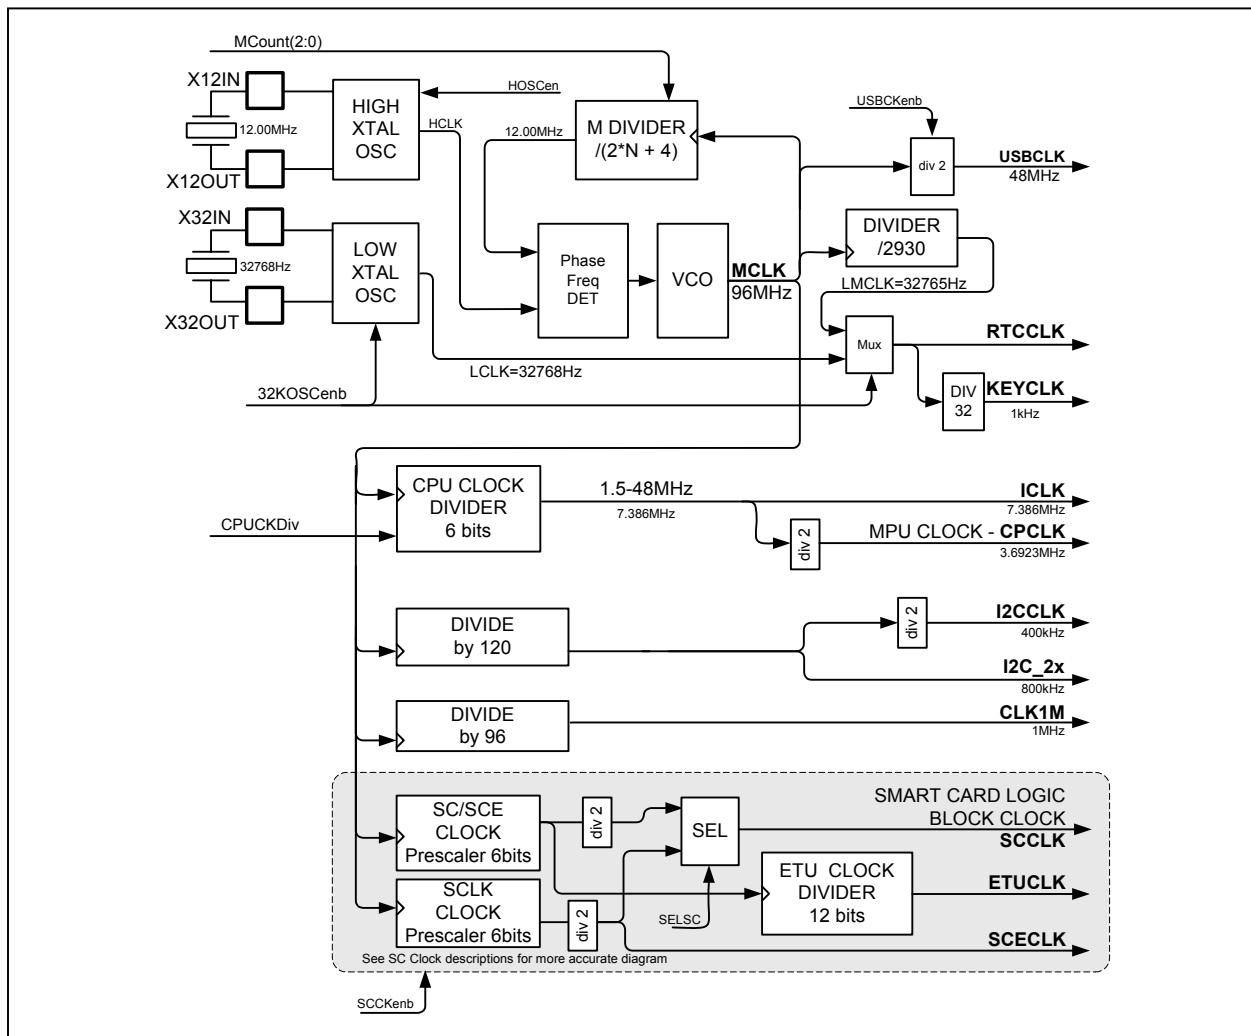 MCount(2:0)
X12IN
12.00MHz
X12OUT
HIGH
XTAL
OSC
HOSCen
HCLK
12.00MHz
M DIVIDER
/(2*N + 4)
USBCKenb
div 2
USBCLK
48MHz
X32IN
32768Hz
X32OUT
LOW
XTAL
OSC
Phase
Freq
DET
VCO
MCLK
96MHz
DIVIDER
/2930
LMCLK=32765Hz
Mux
RTCCLK
LCLK=32768Hz
32KOSCenb
DIV
32
KEYCLK
1kHz
CPU CLOCK
DIVIDER
6 bits
CPUCKDiv
1.5-48MHz
7.386MHz
ICLK
7.386MHz
div 2
MPU CLOCK - CPCLK
3.6923MHz
DIVIDE
by 120
div 2
I2CCLK
400kHz
I2C_2x
800kHz
DIVIDE
by 96
CLK1M
1MHz
SC/SCE
CLOCK
Prescaler 6bits
div 2
SEL
SMART CARD LOGIC
BLOCK CLOCK
SCCLK
SCLK
CLOCK
Prescaler 6bits
div 2
SELSC
ETU CLOCK
DIVIDER
12 bits
ETUCLK
SCECLK
See SC Clock descriptions for more accurate diagram
SCCKenb